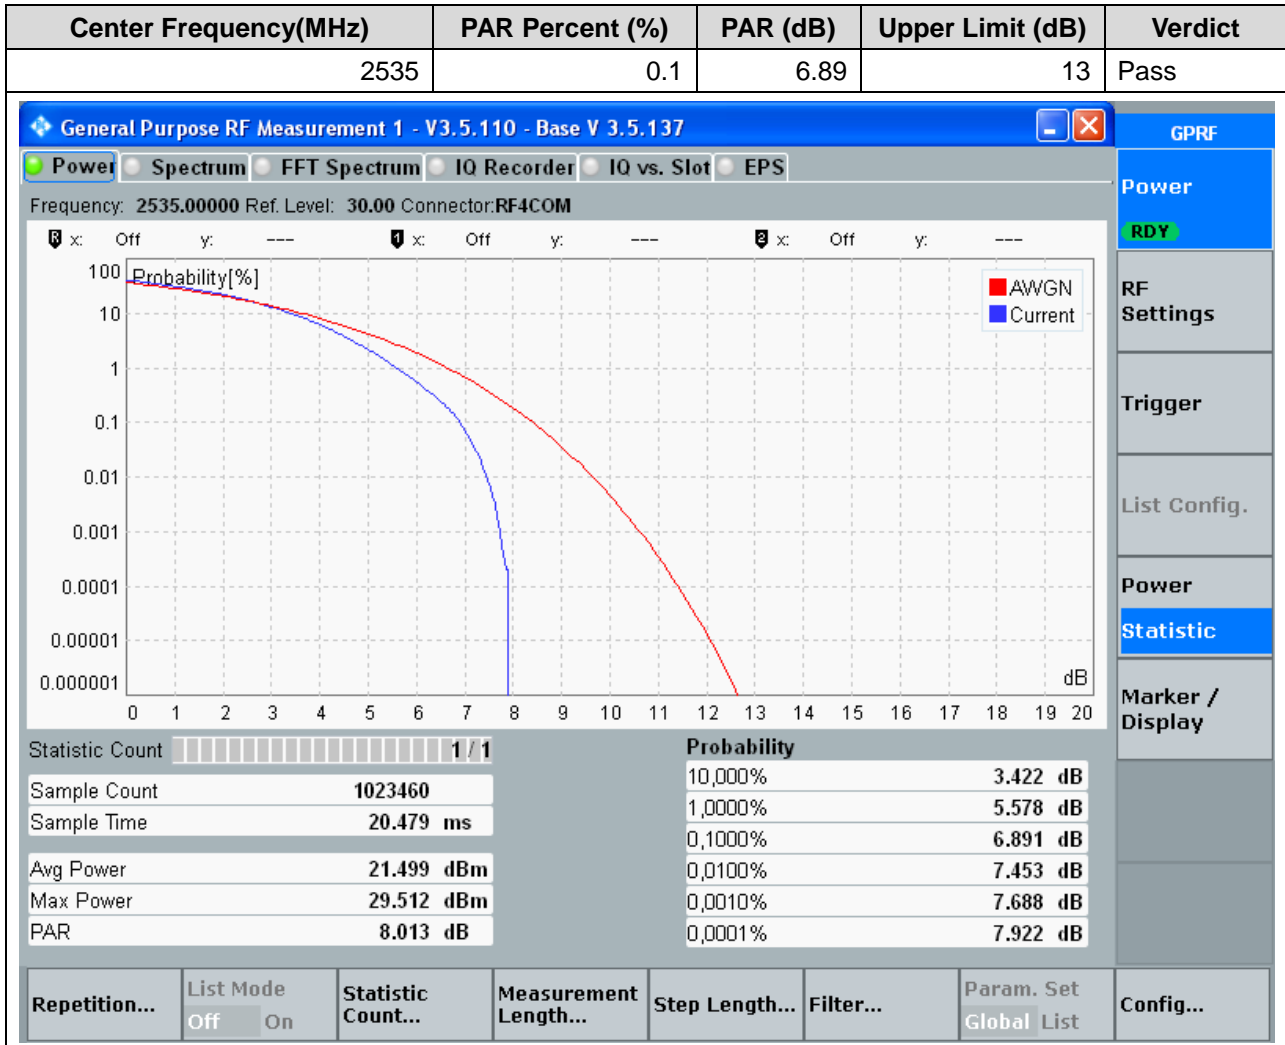 Center Frequency(MHz) PAR Percent (%) PAR (dB) Upper Limit (dB) Verdict
2535 0.1 6.89 13 Pass
General Purpose RF Measurement 1 - V3.5.110 - Base V 3.5.137
GPRF
Power Spectrum FFT Spectrum IQ Recorder IQ vs. Slot EPS
Power
RDY
Frequency: 2535.00000 Ref. Level: 30.00 Connector:RF4COM
R x: Off y: --- 1 x: Off y: --- 2 x: Off y: ---
Probability[%]
AWGN
Current
100
10
1
0.1
0.01
0.001
0.0001
0.00001
0.000001
dB
0 1 2 3 4 5 6 7 8 9 10 11 12 13 14 15 16 17 18 19 20
RF
Settings
Trigger
List Config.
Power
Statistic
Marker /
Display
Statistic Count 1 / 1
Sample Count 1023460
Sample Time 20.479 ms
Avg Power 21.499 dBm
Max Power 29.512 dBm
PAR 8.013 dB
Probability
10,000% 3.422 dB
1,0000% 5.578 dB
0,1000% 6.891 dB
0,0100% 7.453 dB
0,0010% 7.688 dB
0,0001% 7.922 dB
Repetition...
List Mode
Off On
Statistic
Count...
Measurement
Length...
Step Length...
Filter...
Param. Set
Global List
Config...